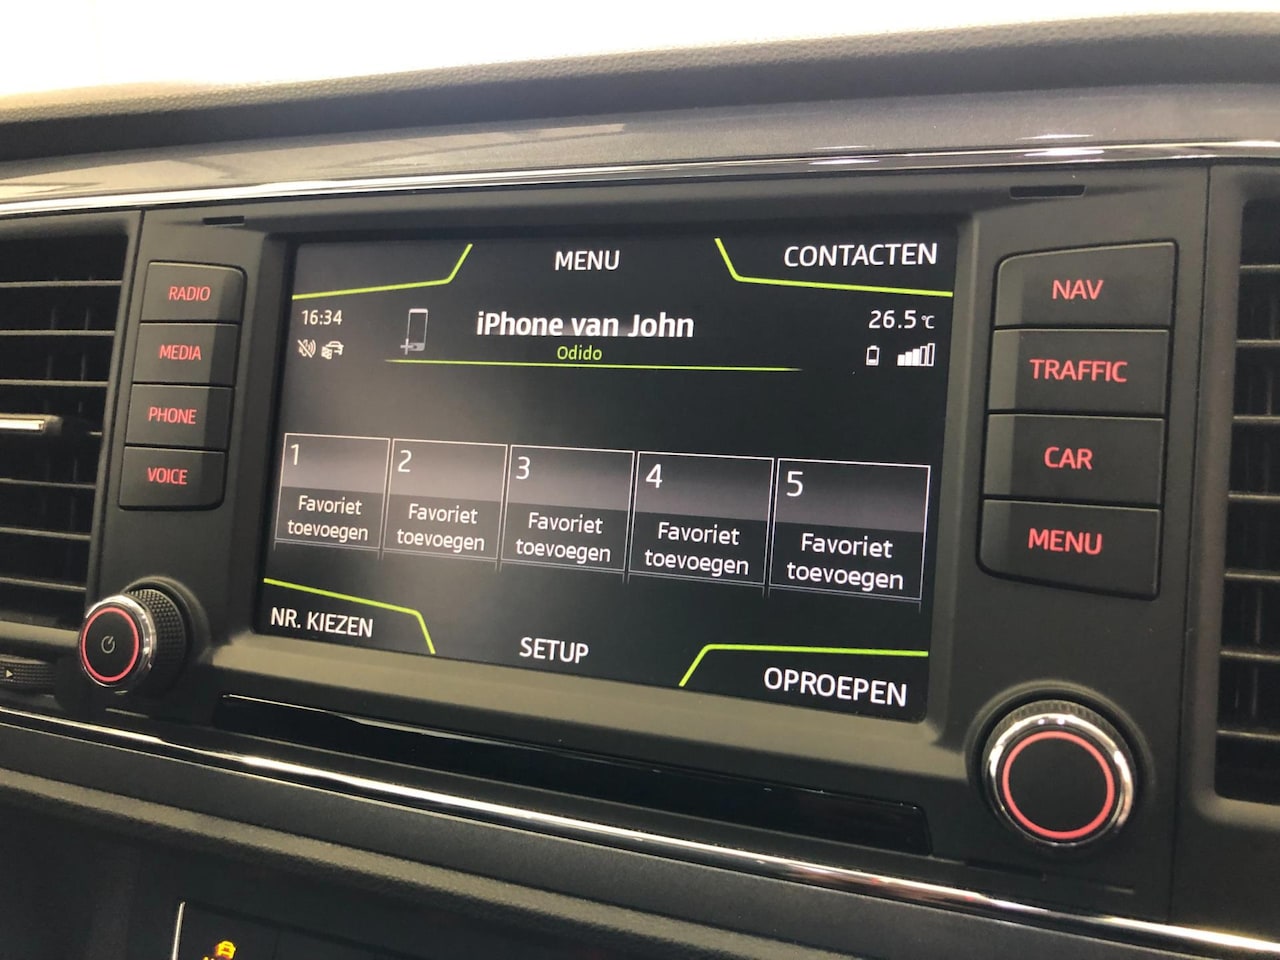 MENU
CONTACTEN
16:34
iPhone van John
Odido
26.5 °C
1
2
3
4
5
Favoriet
toevoegen
Favoriet
toevoegen
Favoriet
toevoegen
Favoriet
toevoegen
Favoriet
toevoegen
NR. KIEZEN
SETUP
OPROEPEN
RADIO
MEDIA
PHONE
VOICE
NAV
TRAFFIC
CAR
MENU